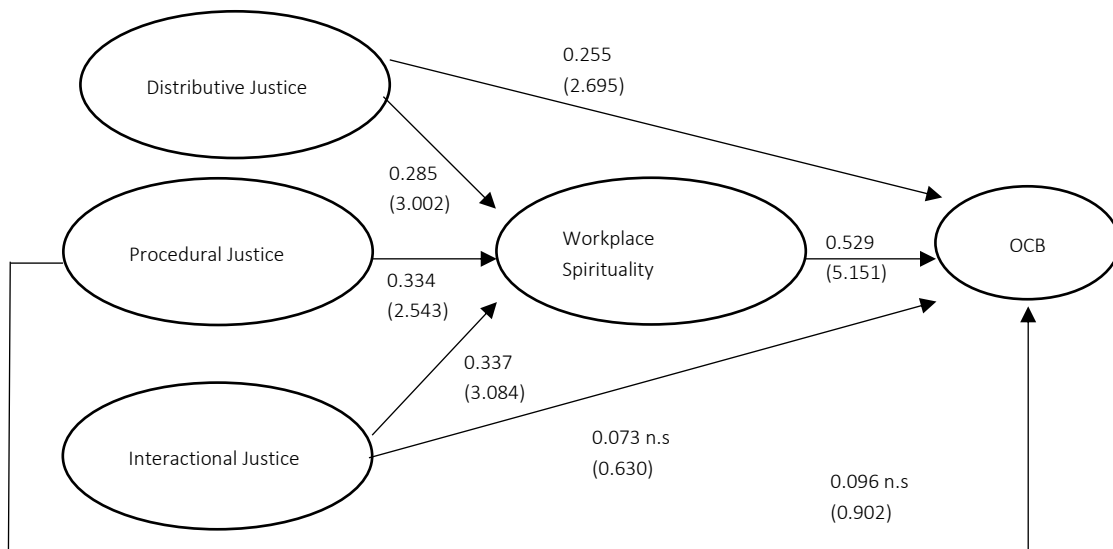 Distributive Justice
0.255
(2.695)
0.285
(3.002)
Procedural Justice
0.334
(2.543)
Workplace
Spirituality
0.529
(5.151)
OCB
0.337
(3.084)
Interactional Justice
0.073 n.s
(0.630)
0.096 n.s
(0.902)